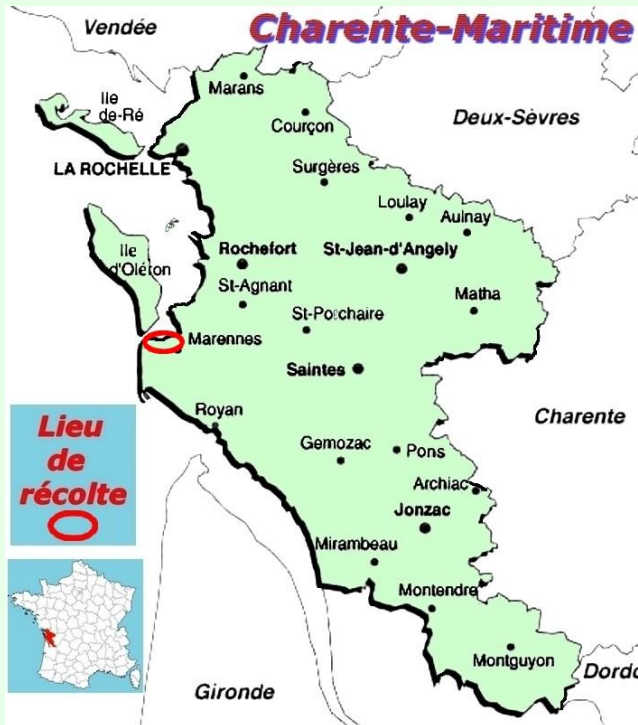 Vendée
Charente-Maritime
Ile
de-Ré
Marans
Courçon
Deux-Sèvres
LA ROCHELLE
Surgères
Loulay
Aulnay
Ile
d'Oléron
Rochefort
St-Jean-d'Angely
St-Agnant
St-Porchaire
Matha
Marennes
Saintes
Royan
Charente
Lieu
de
récolte
Gemozac
Pons
Archiac
Jonzac
Mirambeau
Montendre
Montguyon
Gironde
Dordo